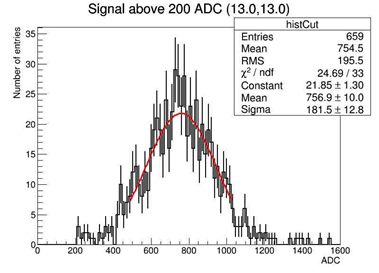 Signal above 200 ADC (13.0,13.0)
histCut
Entries 659
Mean 754.5
RMS 195.5
χ² / ndf 24.69 / 33
Constant 21.85 ± 1.30
Mean 756.9 ± 10.0
Sigma 181.5 ± 12.8
Number of entries
35
30
25
20
15
10
5
0
0 200 400 600 800 1000 1200 1400 1600
ADC